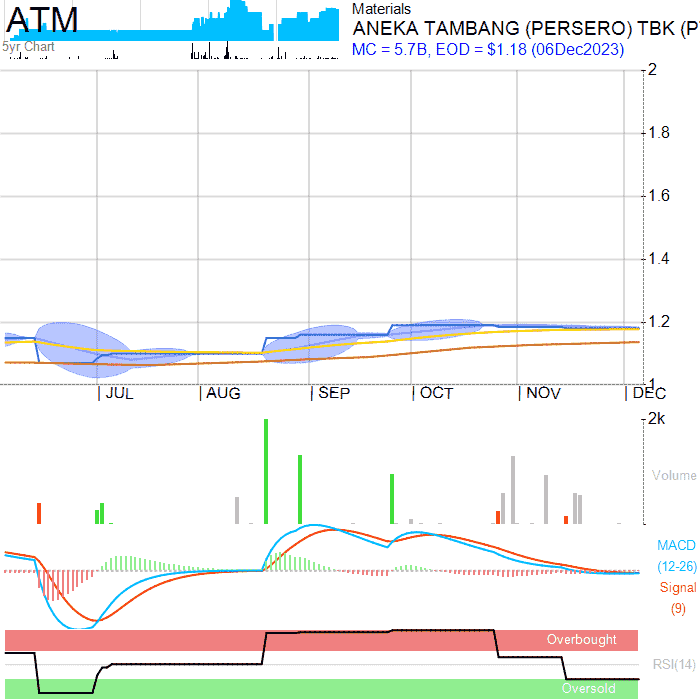 ATM
5yr Chart
Materials
ANEKA TAMBANG (PERSERO) TBK (P
MC = 5.7B, EOD = $1.18 (06Dec2023)
2
1.8
1.6
1.4
1.2
1
JUL
AUG
SEP
OCT
NOV
DEC
2k
Volume
MACD
(12-26)
Signal
(9)
Overbought
RSI(14)
Oversold